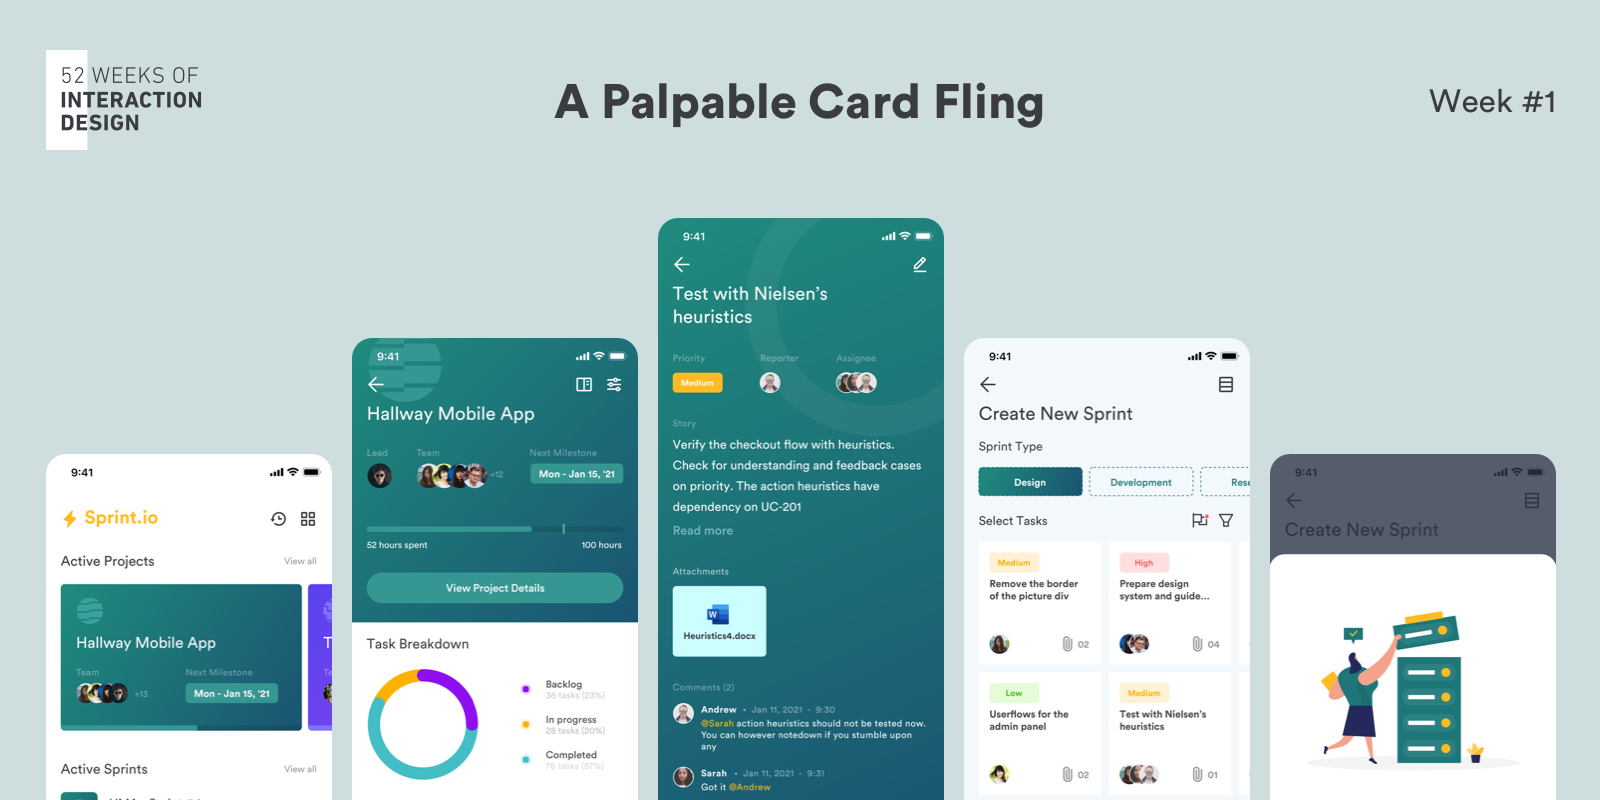 52 WEEKS OF
INTERACTION
DESIGN
A Palpable Card Fling
Week #1
9:41
Sprint.io
Active Projects
View all
Hallway Mobile App
Team
Next Milestone
+13
Mon - Jan 15, '21
T
Te
Active Sprints
View all
9:41
Hallway Mobile App
Lead
Team
Next Milestone
+12
Mon - Jan 15, '21
52 hours spent
100 hours
View Project Details
Task Breakdown
Backlog
36 tasks (23%)
In progress
28 tasks (20%)
Completed
76 tasks (57%)
9:41
Test with Nielsen's
heuristics
Priority
Reporter
Assignee
Medium
Story
Verify the checkout flow with heuristics.
Check for understanding and feedback cases
on priority. The action heuristics have
dependency on UC-201
Read more
Attachments
W
Heuristics4.docx
Comments (2)
Andrew • Jan 11, 2021 - 9:30
@Sarah action heuristics should not be tested now.
You can however notedown if you stumble upon
any
Sarah • Jan 11, 2021 - 9:31
Got it @Andrew
9:41
Create New Sprint
Sprint Type
Design
Development
Rese
Select Tasks
Medium
Remove the border
of the picture div
02
High
Prepare design
system and guide...
04
Low
Userflows for the
admin panel
02
Medium
Test with Nielsen's
heuristics
01
9:41
Create New Sprint